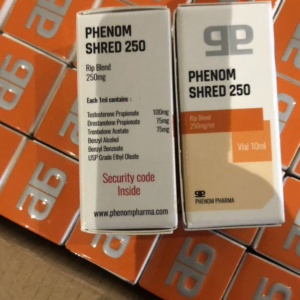 PHENOM
SHRED 250
Rip Blend
250mg
Each 1ml contains :
Testosterone Propionate 100mg
Drostanolone Propionate 75mg
Trenbolone Acetate 75mg
Benzyl Alcohol
Benzyl Benzoate
USP Grade Ethyl Oleate
Security code
Inside
www.phenompharma.com
PHENOM
SHRED 250
Rip Blend
250mg/ml
Vial 10ml
PHENOM PHARMA